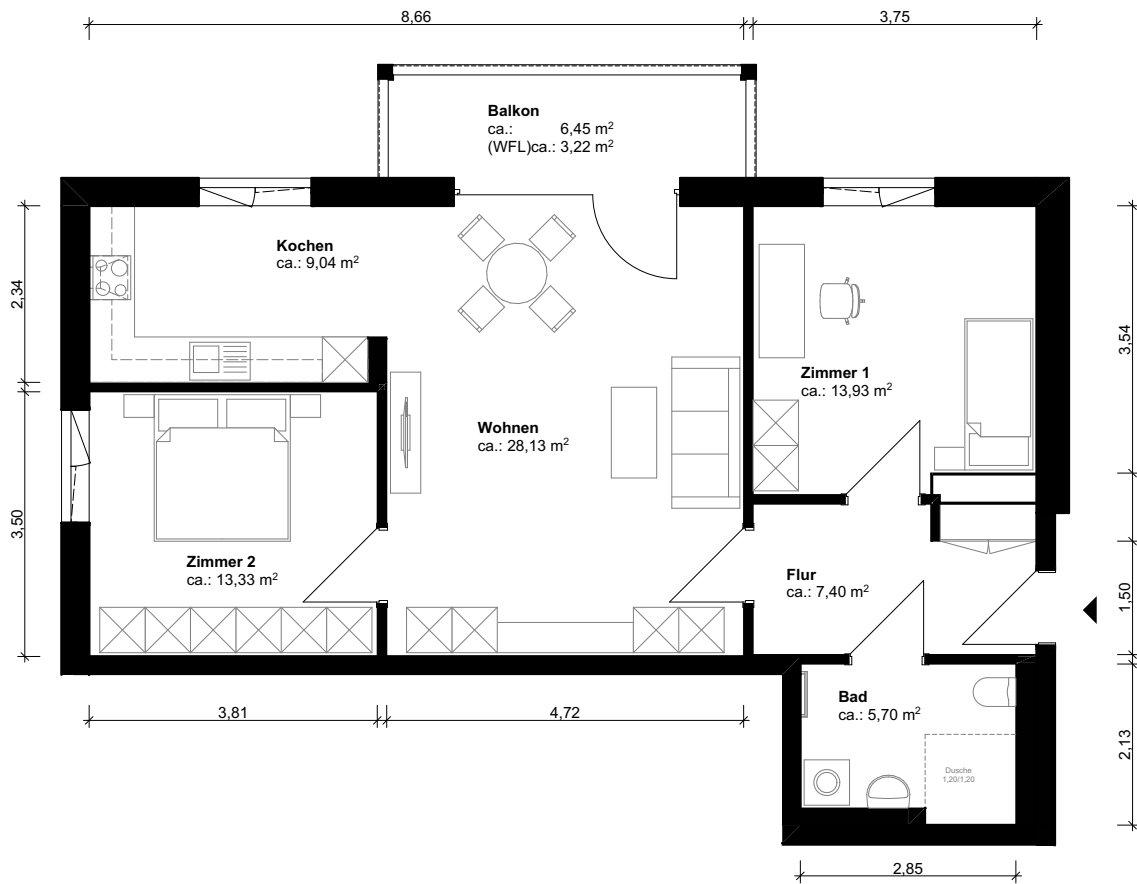 8,66
3,75
Balkon
ca.: 6,45 m²
(WFL)ca.: 3,22 m²
Kochen
ca.: 9,04 m²
2,34
3,54
Zimmer 1
ca.: 13,93 m²
Wohnen
ca.: 28,13 m²
3,50
Zimmer 2
ca.: 13,33 m²
Flur
ca.: 7,40 m²
1,50
Bad
ca.: 5,70 m²
3,81
4,72
2,13
Dusche
1,20/1,20
2,85